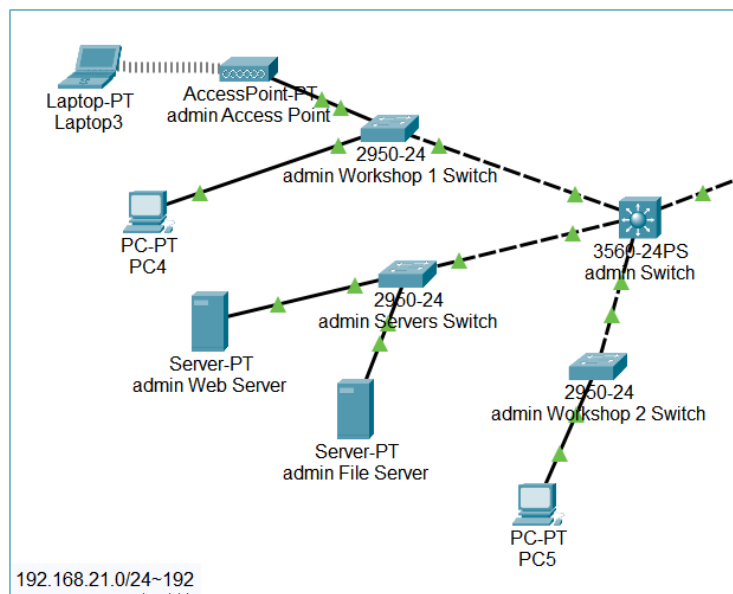 Laptop-PT
Laptop3
AccessPoint-PT
admin Access Point
2950-24
admin Workshop 1 Switch
PC-PT
PC4
3560-24PS
admin Switch
2950-24
admin Servers Switch
Server-PT
admin Web Server
2950-24
admin Workshop 2 Switch
Server-PT
admin File Server
PC-PT
PC5
192.168.21.0/24~192